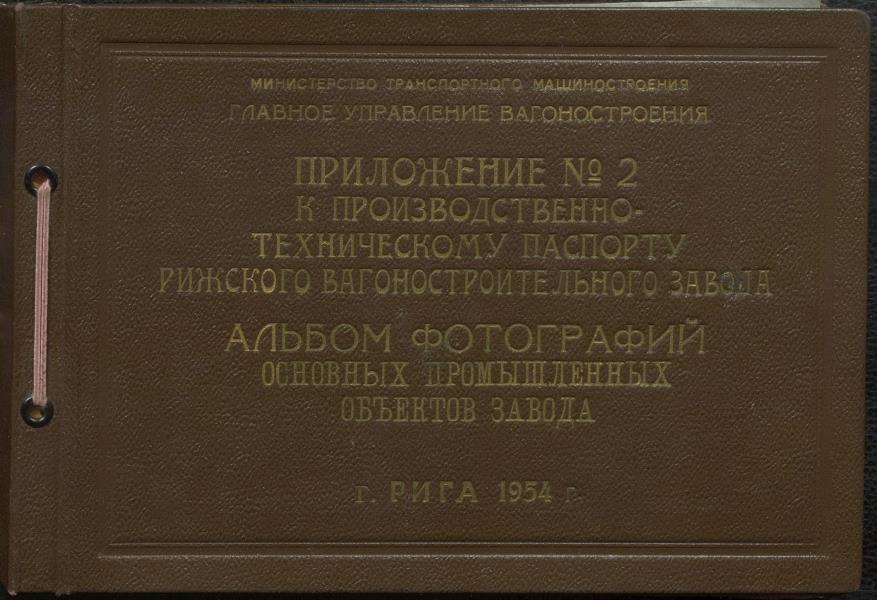 МИНИСТЕРСТВО ТРАНСПОРТНОГО МАШИНОСТРОЕНИЯ
ГЛАВНОЕ УПРАВЛЕНИЕ ВАГОНОСТРОЕНИЯ
ПРИЛОЖЕНИЕ № 2
К ПРОИЗВОДСТВЕННО-
ТЕХНИЧЕСКОМУ ПАСПОРТУ
РИЖСКОГО ВАГОНОСТРОИТЕЛЬНОГО ЗАВОДА
АЛЬБОМ ФОТОГРАФИЙ
ОСНОВНЫХ ПРОМЫШЛЕННЫХ
ОБЪЕКТОВ ЗАВОДА
г. РИГА 1954 г.